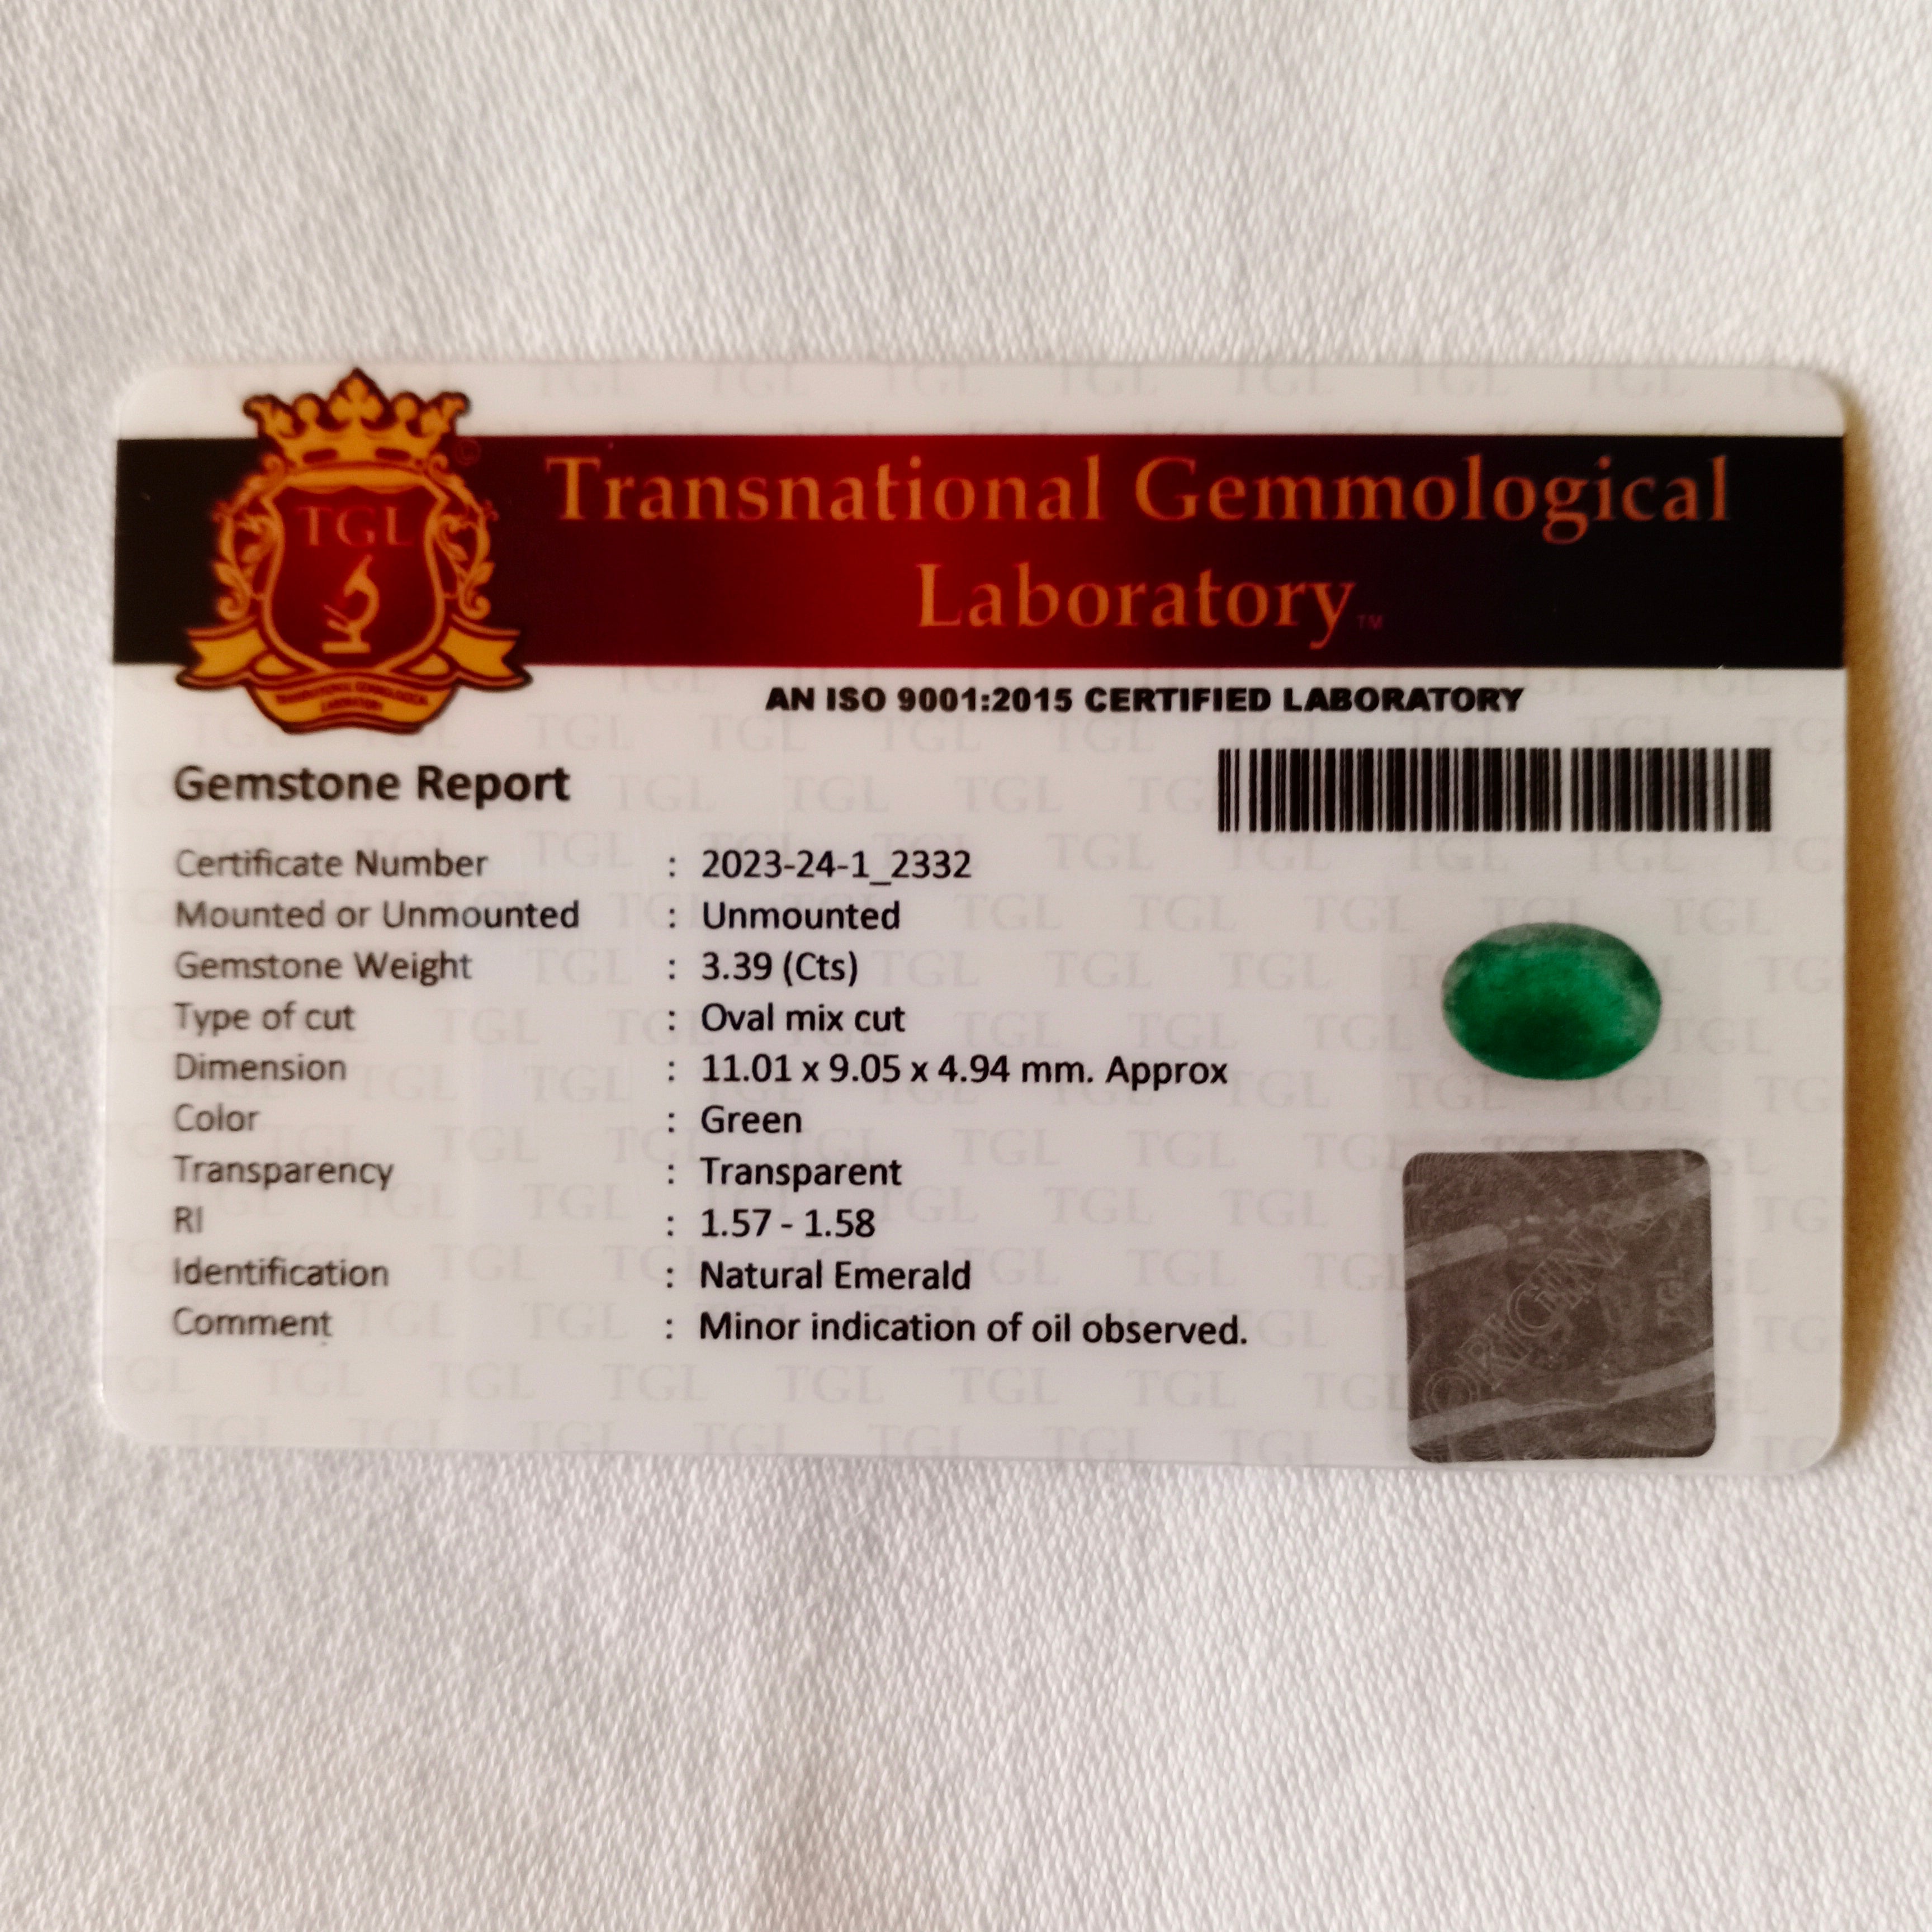 TGL
Transnational Gemmological
Laboratory™
TRANSNATIONAL GEMMOLOGICAL
LABORATORY
AN ISO 9001:2015 CERTIFIED LABORATORY
Gemstone Report
Certificate Number : 2023-24-1_2332
Mounted or Unmounted : Unmounted
Gemstone Weight : 3.39 (Cts)
Type of cut : Oval mix cut
Dimension : 11.01 x 9.05 x 4.94 mm. Approx
Color : Green
Transparency : Transparent
RI : 1.57 - 1.58
Identification : Natural Emerald
Comment : Minor indication of oil observed.
TGL